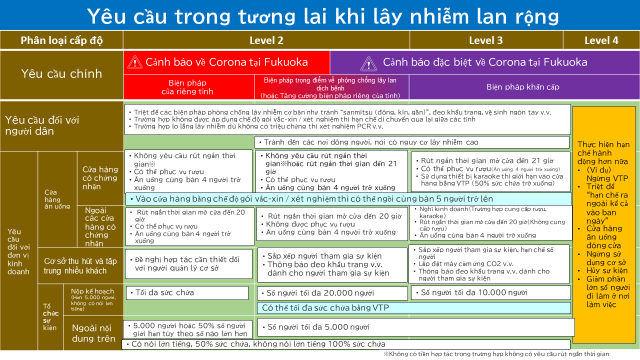 Yêu cầu trong tương lai khi lây nhiễm lan rộng
Phân loại cấp độ
Level 2
Level 3
Level 4
Yêu cầu chính
Cảnh báo về Corona tại Fukuoka
Cảnh báo đặc biệt về Corona tại Fukuoka
Biện pháp
của riêng tỉnh
Biện pháp trọng điểm về phòng chống lây lan
dịch bệnh
(hoặc Tăng cường biện pháp riêng của tỉnh)
Biện pháp khẩn cấp
Yêu cầu đối với
người dân
• Triệt để các biện pháp phòng chống lây nhiễm cơ bản như tránh "sanmitsu (đông, kín, gần)", đeo khẩu trang, vệ sinh ngón tay v.v.
• Trường hợp không được áp dụng chế độ gói vắc-xin / xét nghiệm thì hạn chế di chuyển qua lại giữa các tỉnh
• Trường hợp lo lắng lây nhiễm dù không có triệu chứng thì xét nghiệm PCR v.v.
• Tránh đến các nơi đông người, nơi có nguy cơ lây nhiễm cao
Yêu
cầu
đối với
đơn vị
kinh
doanh
Cửa
hàng
ăn uống
Cửa hàng
có chứng
nhận
• Không yêu cầu rút ngắn thời
gian※
• Có thể phục vụ rượu
• Ăn uống cùng bàn 4 người trở
xuống
• Không yêu cầu rút ngắn thời
gian※hoặc rút ngắn thời gian đến 21
giờ
• Có thể phục vụ rượu
• Ăn uống cùng bàn 4 người trở xuống
• Rút ngắn thời gian mở cửa đến 21 giờ
• Có thể phục vụ rượu (Ăn uống 4 người trở xuống)
• Sử dụng thiết bị karaoke thì giới hạn vào cửa
hàng bằng VTP (50% sức chứa trở xuống)
• Vào cửa hàng bằng chế độ gói vắc-xin / xét nghiệm thì có thể ngồi cùng bàn 5 người trở lên
Ngoài
các cửa
hàng có
chứng
nhận
• Rút ngắn thời gian mở cửa đến 20
giờ
• Có thể phục vụ rượu
• Ăn uống cùng bàn 4 người trở xuống
• Rút ngắn thời gian mở cửa đến 20 giờ
• Không được phục vụ rượu
• Ăn uống cùng bàn 4 người trở xuống
• Nghỉ kinh doanh (Trường hợp cung cấp rượu,
karaoke)
• Rút ngắn thời gian mở cửa đến 20 giờ (Không cung
cấp rượu)
• Ăn uống cùng bàn 4 người trở xuống
Cơ sở thu hút và tập
trung nhiều khách
• Đề nghị hợp tác cần thiết đối
với người quản lý cơ sở
• Sắp xếp người tham gia sự kiện
• Thông báo đeo khẩu trang v.v.
dành cho người tham gia sự kiện
• Sắp xếp người tham gia sự kiện, hạn chế số
người
• Lắp đặt máy cảm ứng CO2 v.v.
• Thông báo đeo khẩu trang v.v. dành cho
người tham gia sự kiện
Tổ
chức
sự
kiện
Nộp kế hoạch
(Hơn 5.000 người,
không có nói lớn
tiếng)
• Tối đa sức chứa
• Số người tối đa 20.000 người
• Số người tối đa 10.000 người
Có thể tối đa sức chứa bằng VTP
Ngoài nội
dung trên
• 5.000 người hoặc 50% số người
giới hạn tùy theo số nào lớn hơn
• Số người tối đa 5.000 người
• Có nói lớn tiếng, 50% sức chứa, không nói lớn tiếng 100% sức chứa
Thực hiện hạn
chế hành
động hơn nữa
• (Ví dụ)
Ngừng VTP
• Triệt để
"hạn chế ra
ngoài kể cả
vào ban
ngày"
• Cửa hàng
ăn uống
đóng cửa
• Ngừng sử
dụng cơ sở
• Hủy sự kiện
• Giảm phần
lớn số người
đi làm ở nơi
làm việc
※Không có tiền hợp tác trong trường hợp không có yêu cầu rút ngắn thời gian